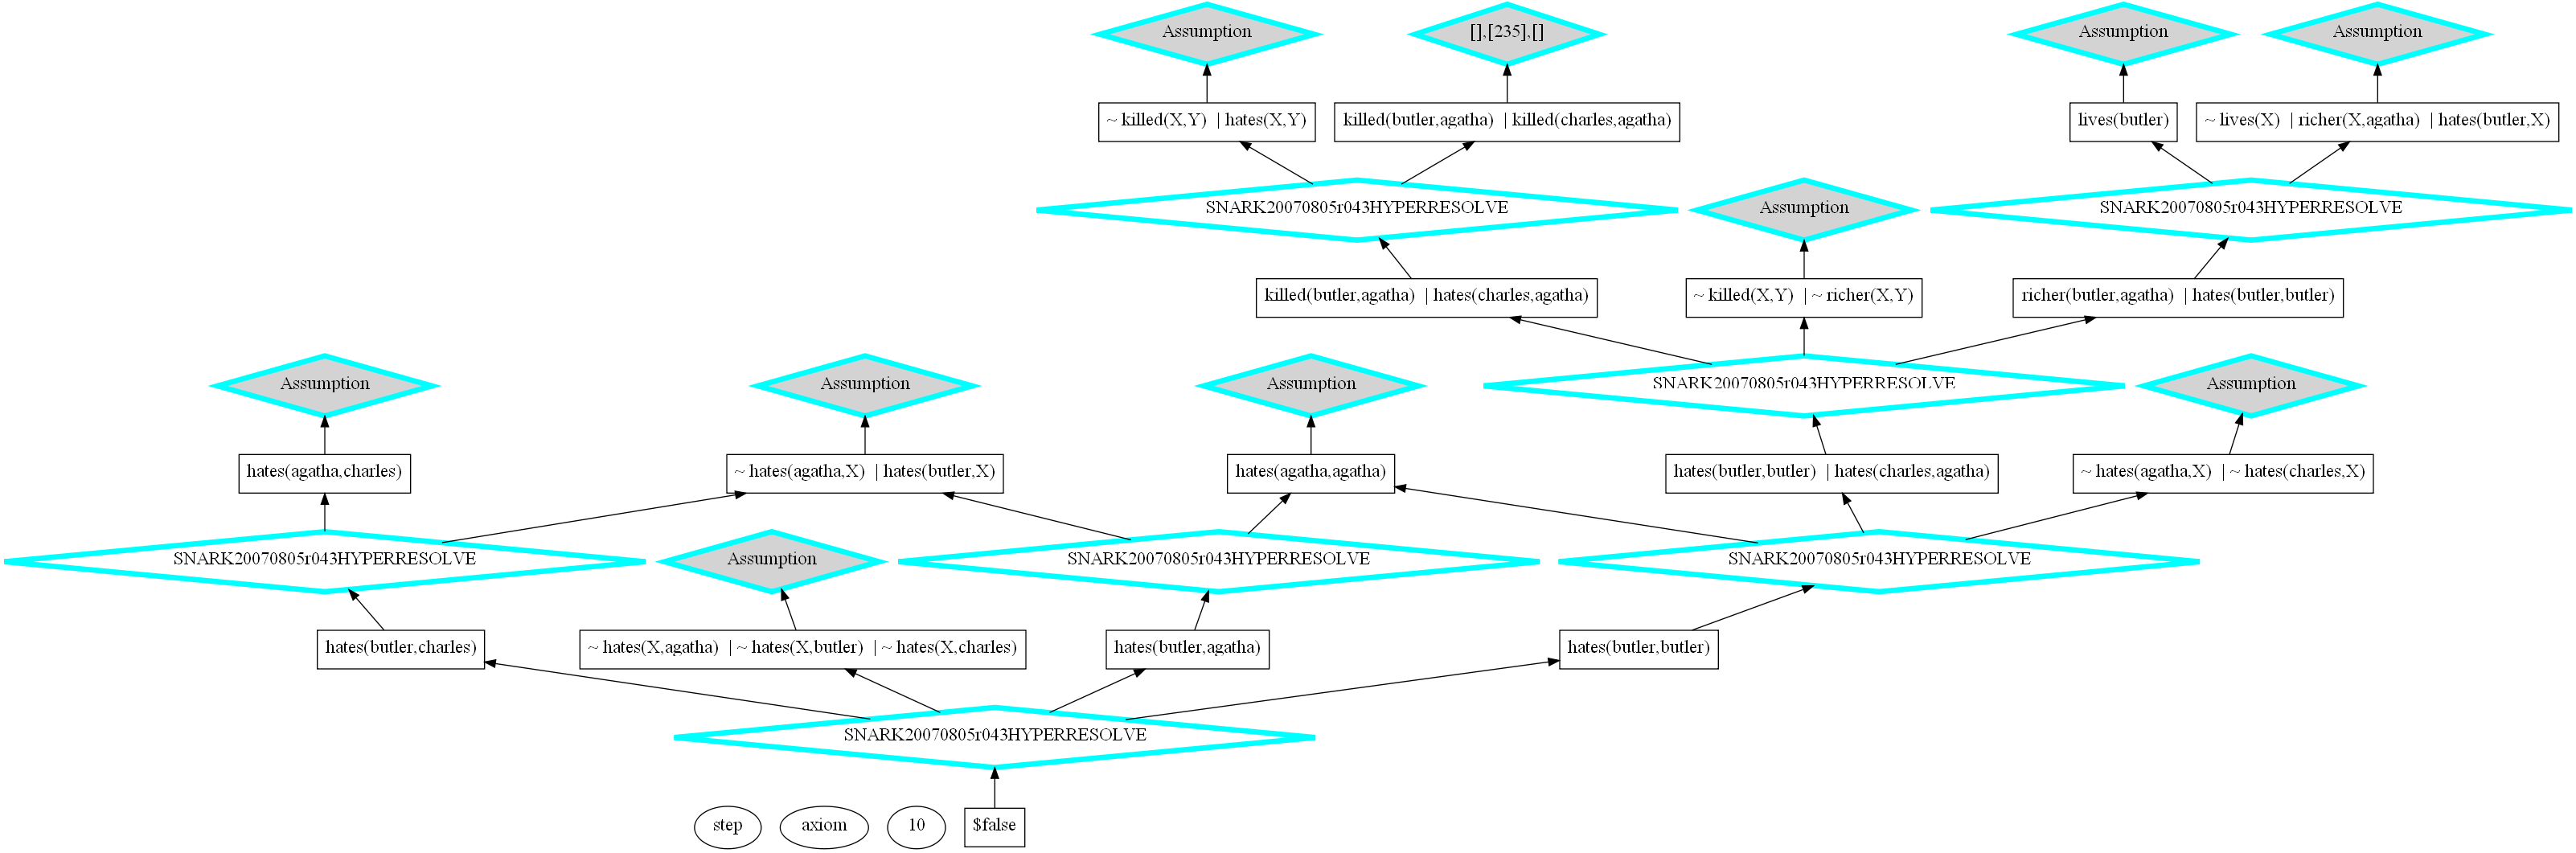 Assumption
[],[235],[]
Assumption
Assumption
~ killed(X,Y) | hates(X,Y)
killed(butler,agatha) | killed(charles,agatha)
lives(butler)
~ lives(X) | richer(X,agatha) | hates(butler,X)
SNARK20070805r043HYPERRESOLVE
Assumption
SNARK20070805r043HYPERRESOLVE
killed(butler,agatha) | hates(charles,agatha)
~ killed(X,Y) | ~ richer(X,Y)
richer(butler,agatha) | hates(butler,butler)
Assumption
Assumption
Assumption
SNARK20070805r043HYPERRESOLVE
Assumption
hates(agatha,charles)
~ hates(agatha,X) | hates(butler,X)
hates(agatha,agatha)
hates(butler,butler) | hates(charles,agatha)
~ hates(agatha,X) | ~ hates(charles,X)
SNARK20070805r043HYPERRESOLVE
Assumption
SNARK20070805r043HYPERRESOLVE
SNARK20070805r043HYPERRESOLVE
hates(butler,charles)
~ hates(X,agatha) | ~ hates(X,butler) | ~ hates(X,charles)
hates(butler,agatha)
hates(butler,butler)
SNARK20070805r043HYPERRESOLVE
step
axiom
10
$false